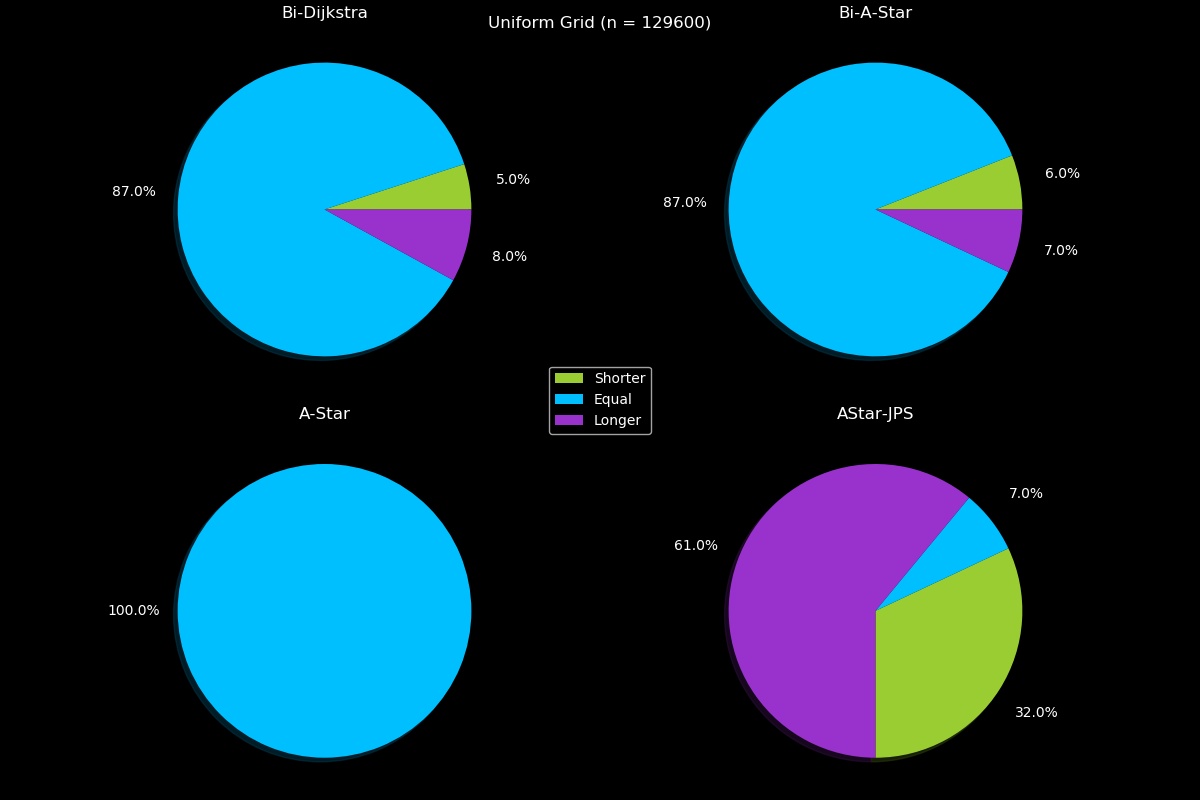 Uniform Grid (n = 129600)
Bi-Dijkstra
87.0%
5.0%
8.0%
Bi-A-Star
87.0%
6.0%
7.0%
Shorter
Equal
Longer
A-Star
100.0%
AStar-JPS
61.0%
7.0%
32.0%